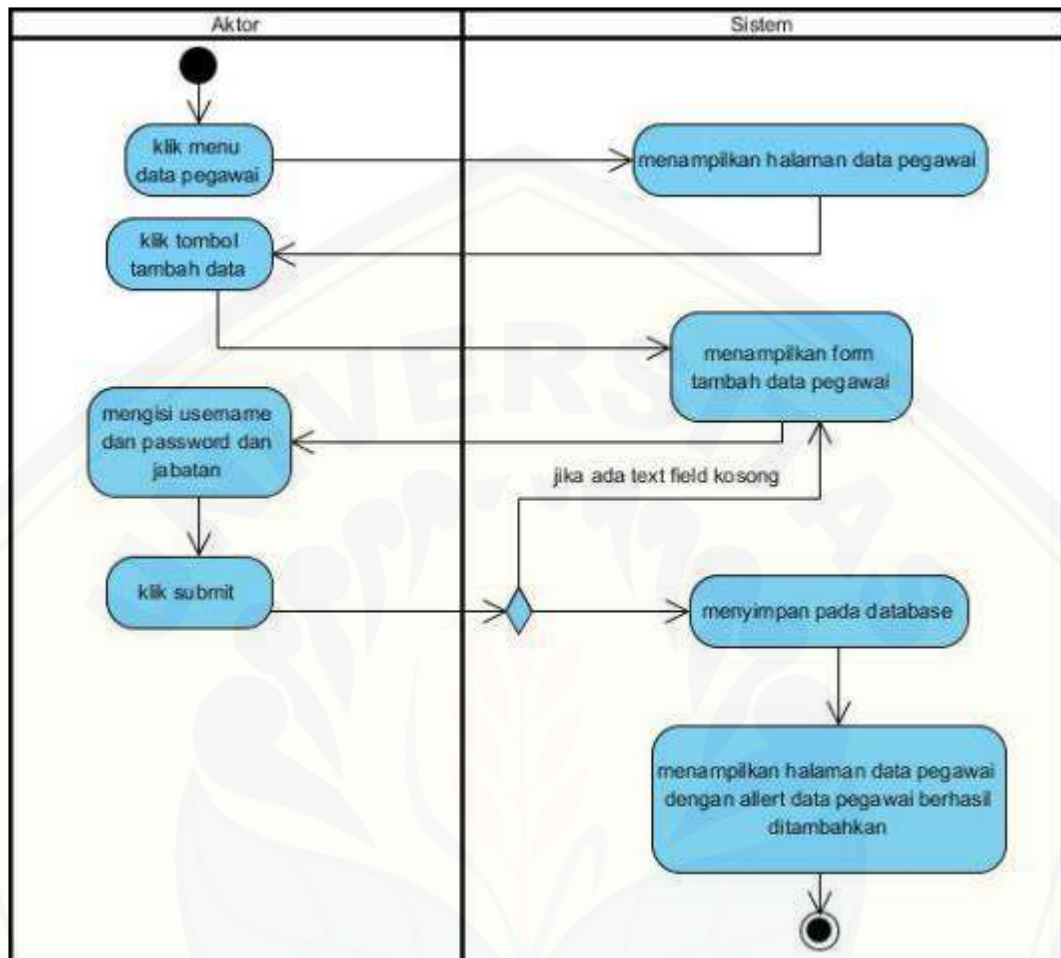 Aktor
Sistem
klik menu
data pegawai
menampilkan halaman data pegawai
klik tombol
tambah data
menampilkan form
tambah data pegawai
mengisi username
dan password dan
jabatan
jika ada text field kosong
klik submit
menyimpan pada database
menampilkan halaman data pegawai
dengan allert data pegawai berhasil
ditambahkan
UNIVERSITAS